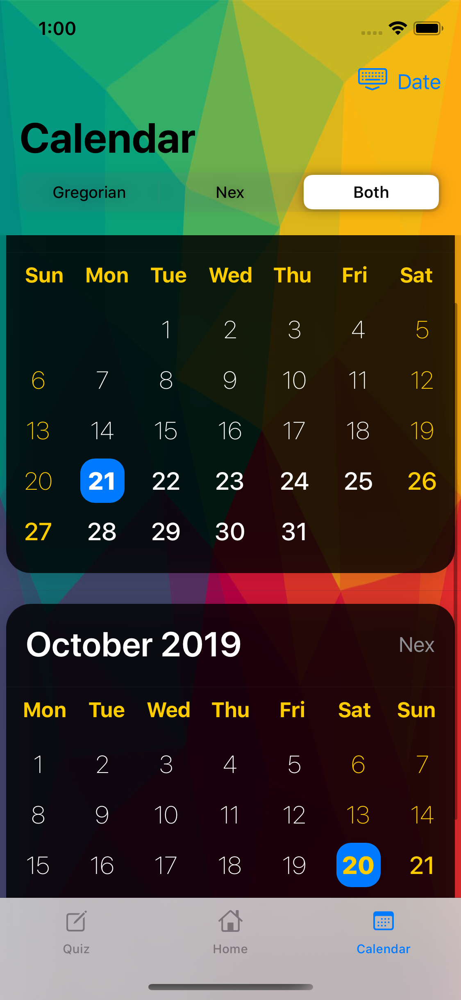 1:00
Date
Calendar
Gregorian Nex Both
Sun Mon Tue Wed Thu Fri Sat
1 2 3 4 5
6 7 8 9 10 11 12
13 14 15 16 17 18 19
20 21 22 23 24 25 26
27 28 29 30 31
October 2019 Nex
Mon Tue Wed Thu Fri Sat Sun
1 2 3 4 5 6 7
8 9 10 11 12 13 14
15 16 17 18 19 20 21
Quiz Home Calendar